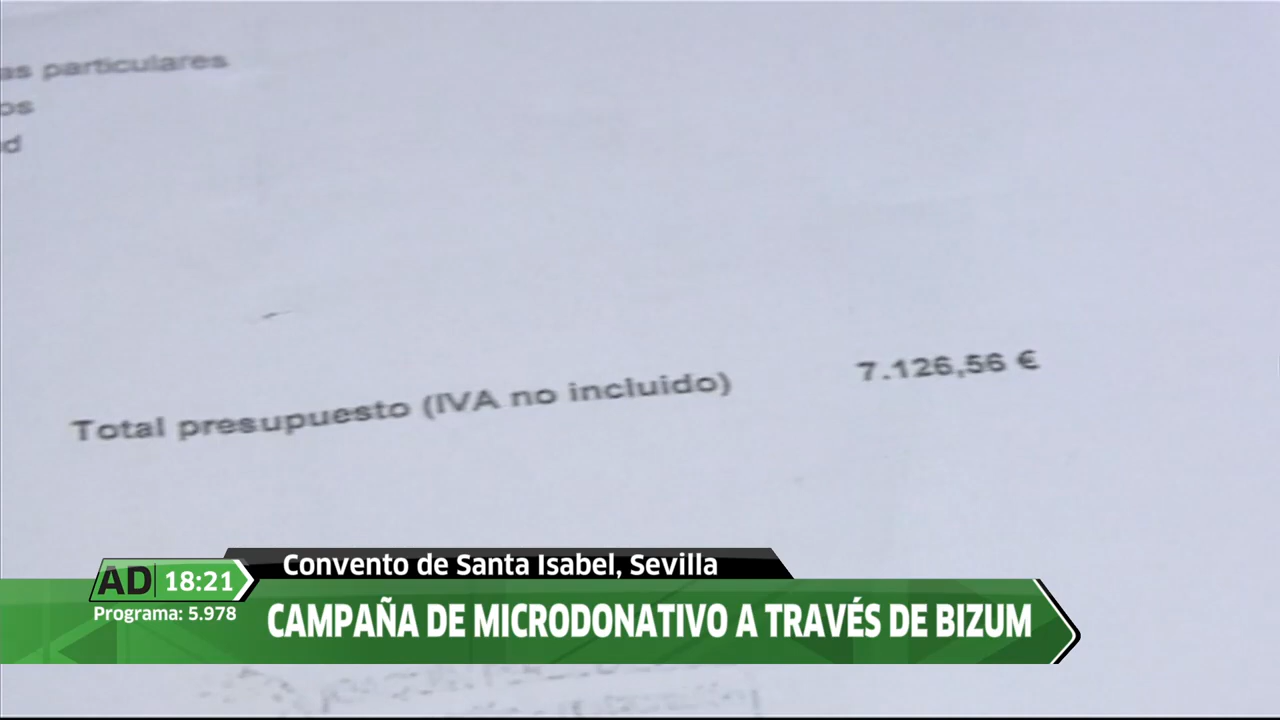 as particulares
os
d
Total presupuesto (IVA no incluido) 7.126,56 €
Convento de Santa Isabel, Sevilla
AD 18:21
Programa: 5.978
CAMPAÑA DE MICRODONATIVO A TRAVÉS DE BIZUM